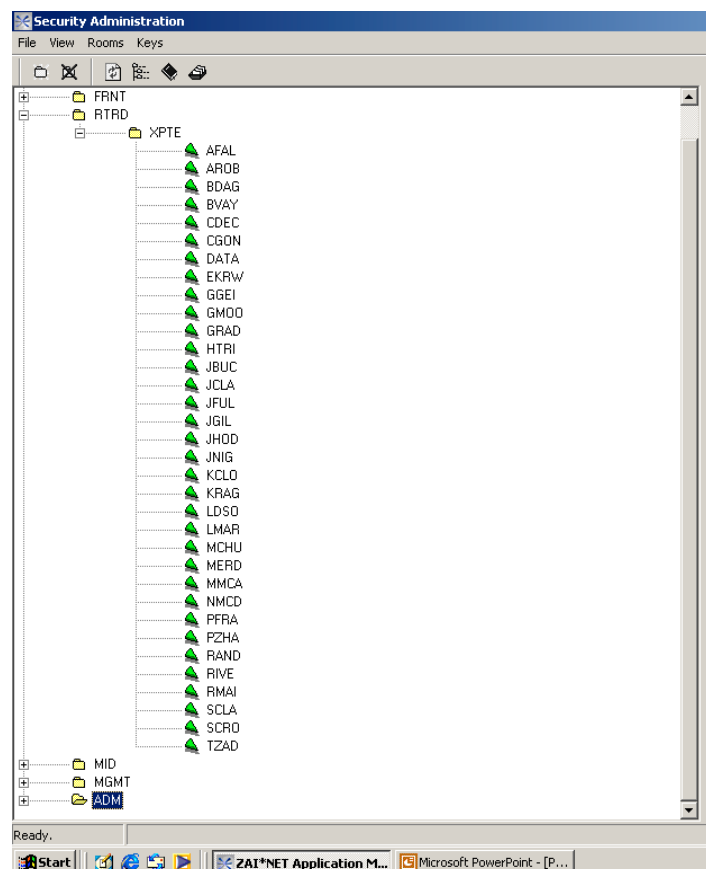 Security Administration
File View Rooms Keys
FRNT
RTRD
XPTE
AFAL
AROB
BDAG
BVAY
CDEC
CGON
DATA
EKRW
GGEI
GMOO
GRAD
HTRI
JBUC
JCLA
JFUL
JGIL
JHOD
JNIG
KCLO
KRAG
LDSO
LMAR
MCHU
MERD
MMCA
NMCD
PFRA
PZHA
RAND
RIVE
RMAI
SCLA
SCRO
TZAD
MID
MGMT
ADM
Ready.
Start ZAI*NET Application M... Microsoft PowerPoint - [P...